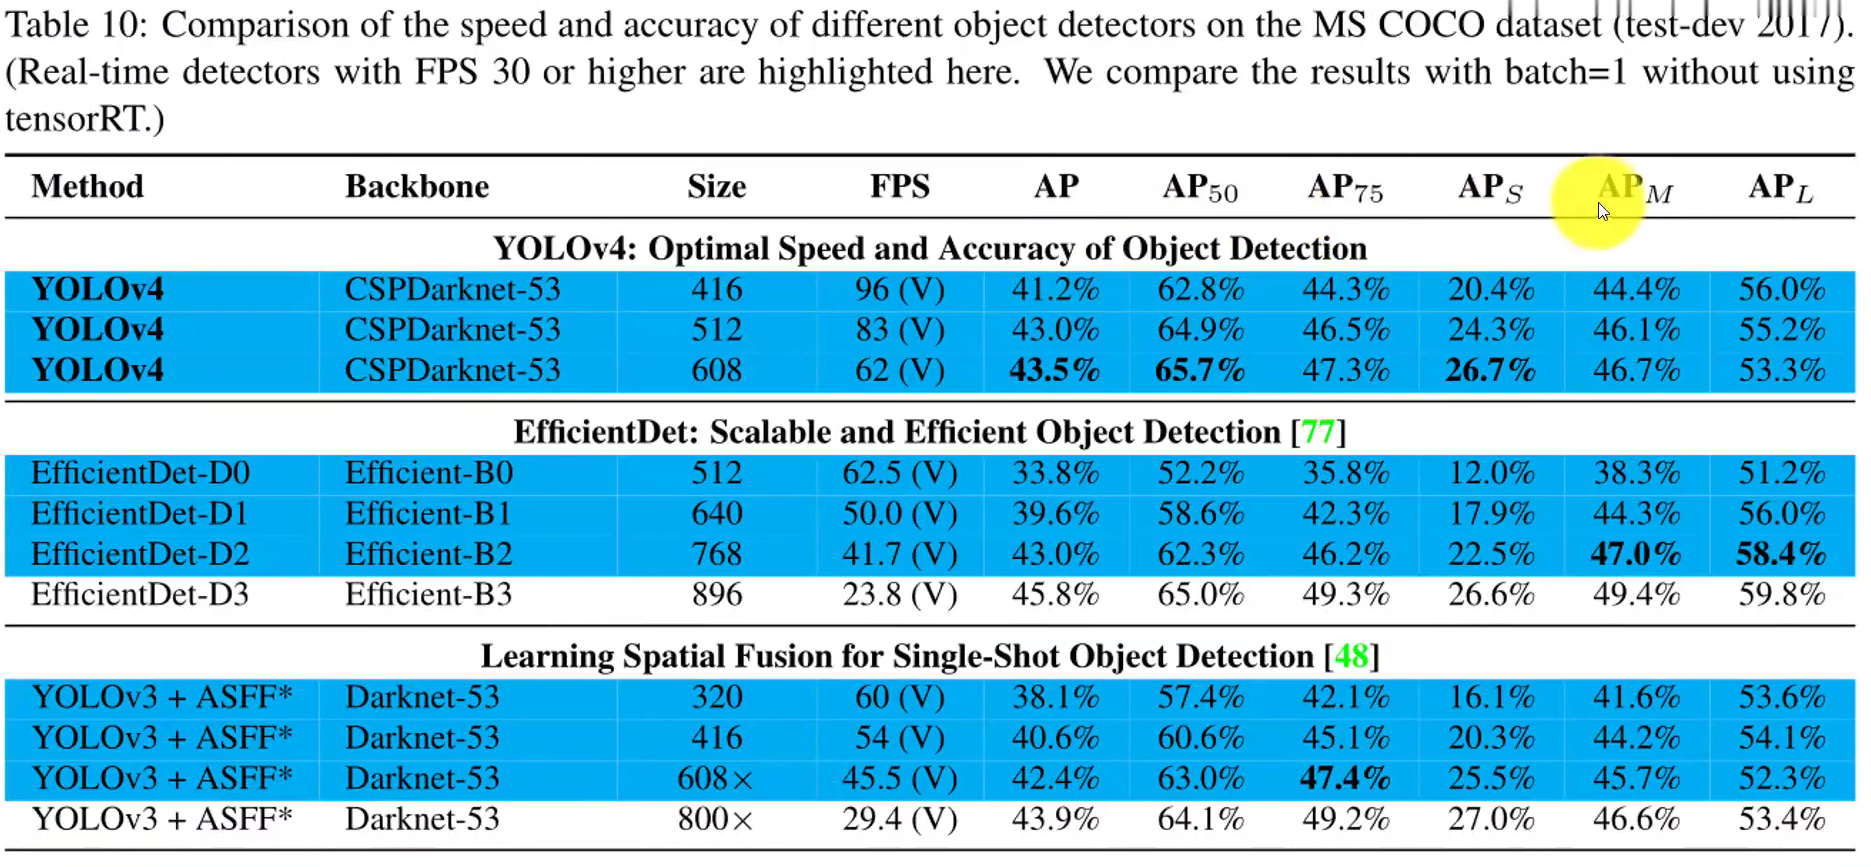 Table 10: Comparison of the speed and accuracy of different object detectors on the MS COCO dataset (test-dev 2017).
(Real-time detectors with FPS 30 or higher are highlighted here. We compare the results with batch=1 without using
tensorRT.)
Method Backbone Size FPS AP AP50 AP75 APS APM APL
YOLOv4: Optimal Speed and Accuracy of Object Detection
YOLOv4 CSPDarknet-53 416 96 (V) 41.2% 62.8% 44.3% 20.4% 44.4% 56.0%
YOLOv4 CSPDarknet-53 512 83 (V) 43.0% 64.9% 46.5% 24.3% 46.1% 55.2%
YOLOv4 CSPDarknet-53 608 62 (V) 43.5% 65.7% 47.3% 26.7% 46.7% 53.3%
EfficientDet: Scalable and Efficient Object Detection [77]
EfficientDet-D0 Efficient-B0 512 62.5 (V) 33.8% 52.2% 35.8% 12.0% 38.3% 51.2%
EfficientDet-D1 Efficient-B1 640 50.0 (V) 39.6% 58.6% 42.3% 17.9% 44.3% 56.0%
EfficientDet-D2 Efficient-B2 768 41.7 (V) 43.0% 62.3% 46.2% 22.5% 47.0% 58.4%
EfficientDet-D3 Efficient-B3 896 23.8 (V) 45.8% 65.0% 49.3% 26.6% 49.4% 59.8%
Learning Spatial Fusion for Single-Shot Object Detection [48]
YOLOv3 + ASFF* Darknet-53 320 60 (V) 38.1% 57.4% 42.1% 16.1% 41.6% 53.6%
YOLOv3 + ASFF* Darknet-53 416 54 (V) 40.6% 60.6% 45.1% 20.3% 44.2% 54.1%
YOLOv3 + ASFF* Darknet-53 608× 45.5 (V) 42.4% 63.0% 47.4% 25.5% 45.7% 52.3%
YOLOv3 + ASFF* Darknet-53 800× 29.4 (V) 43.9% 64.1% 49.2% 27.0% 46.6% 53.4%